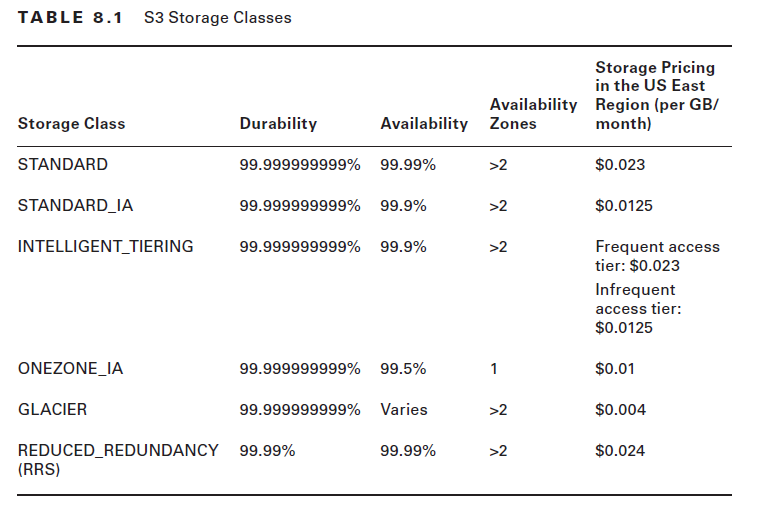 TABLE 8.1 S3 Storage Classes
Storage Class Durability Availability Availability Zones Storage Pricing in the US East Region (per GB/month)
STANDARD 99.999999999% 99.99% >2 $0.023
STANDARD_IA 99.999999999% 99.9% >2 $0.0125
INTELLIGENT_TIERING 99.999999999% 99.9% >2 Frequent access
tier: $0.023
Infrequent
access tier:
$0.0125
ONEZONE_IA 99.999999999% 99.5% 1 $0.01
GLACIER 99.999999999% Varies >2 $0.004
REDUCED_REDUNDANCY 99.99% 99.99% >2 $0.024
(RRS)